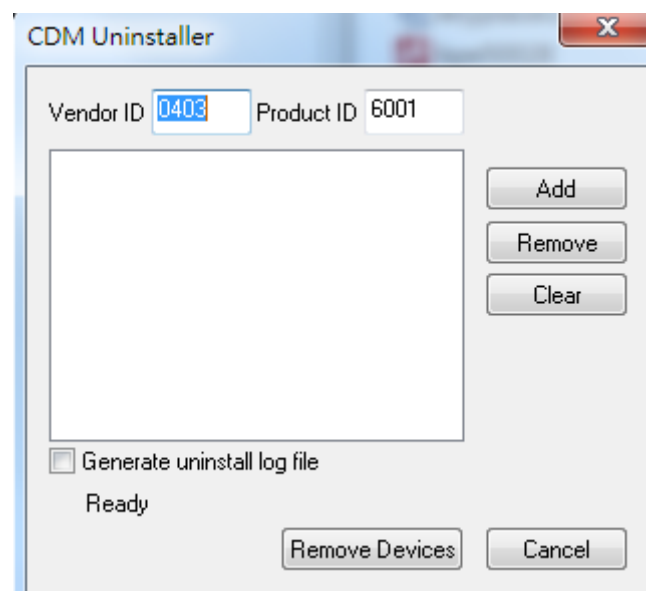 CDM Uninstaller
Vendor ID 0403 Product ID 6001
Add
Remove
Clear
Generate uninstall log file
Ready
Remove Devices Cancel